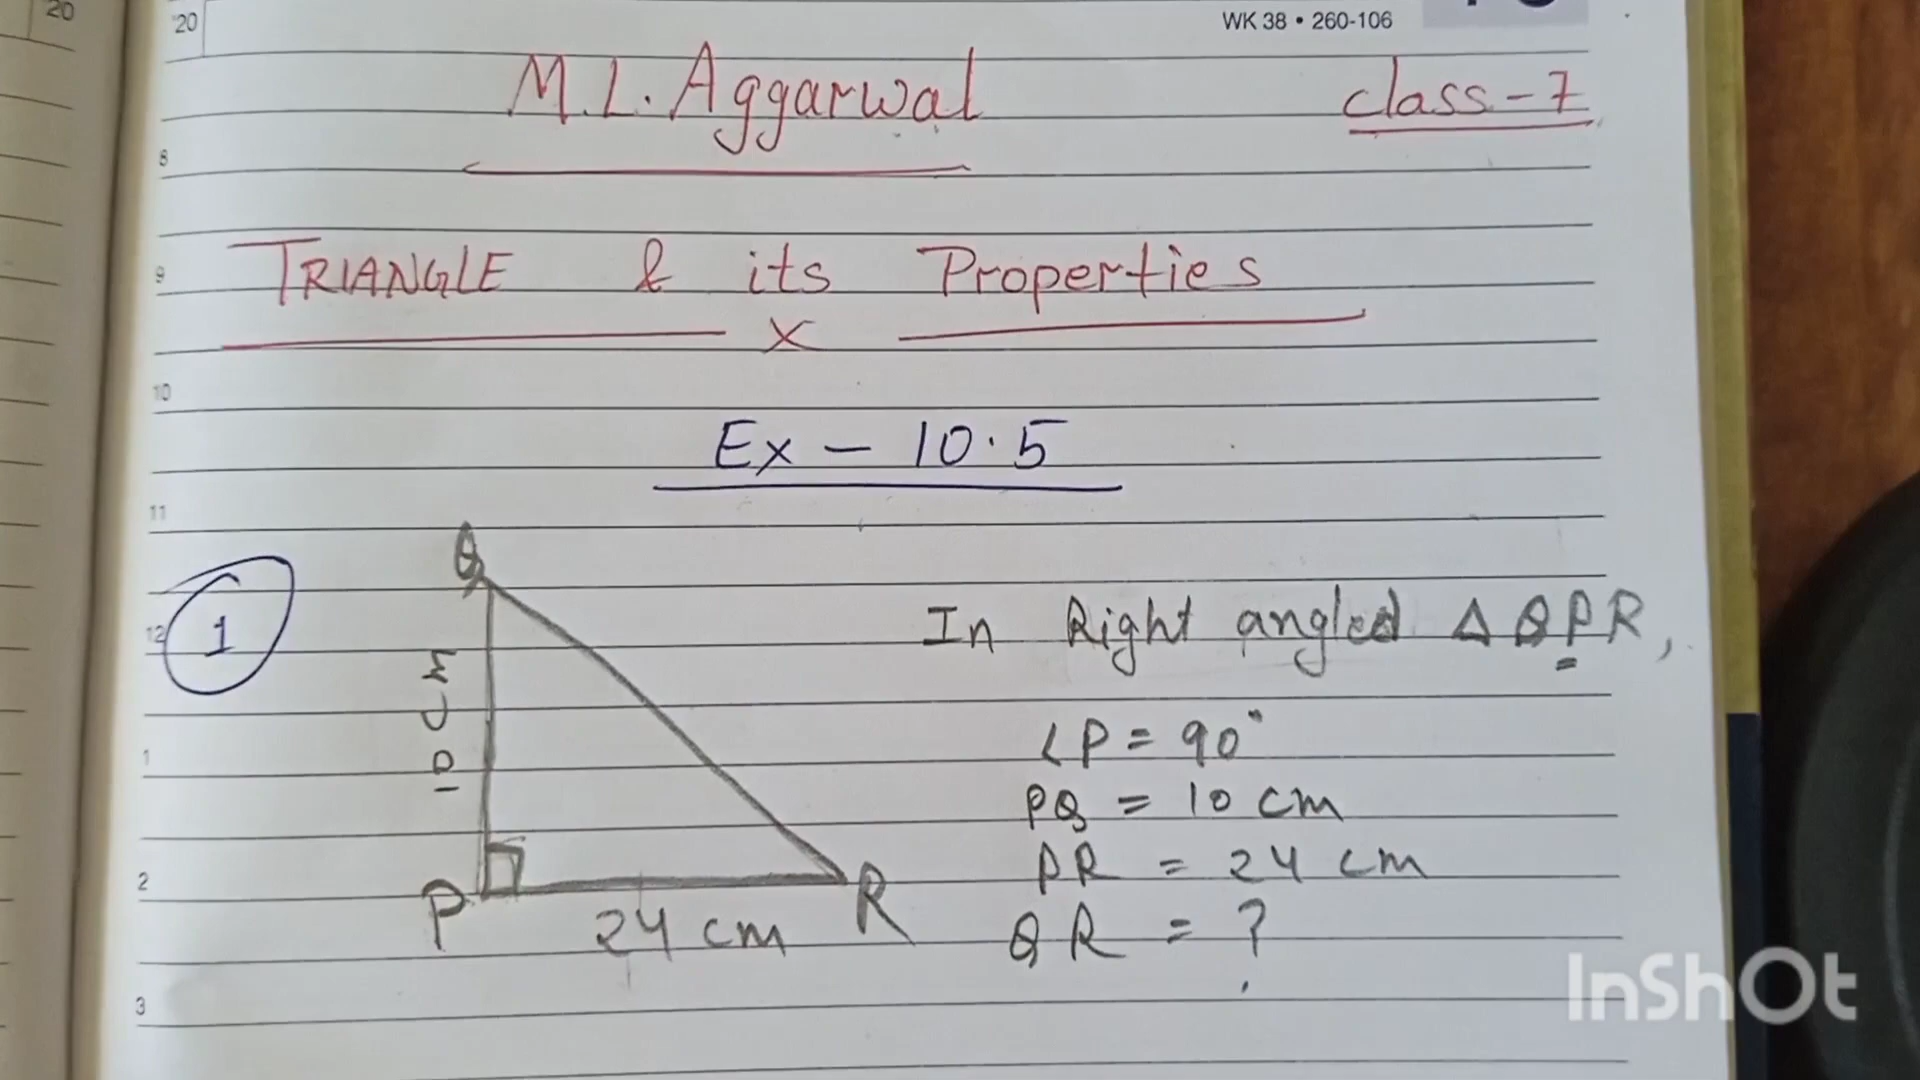 20
20
WK 38 • 260-106
M.L. Aggarwal
class-7
8
TRIANGLE & its Properties
9
x
10
Ex - 10.5
11
Q
12
1
In Right angled Δ QPR,
10 CM
∠P = 90°
1
PQ = 10 cm
2
PR = 24 cm
P
24 cm
R
QR = ?
3
InShOt